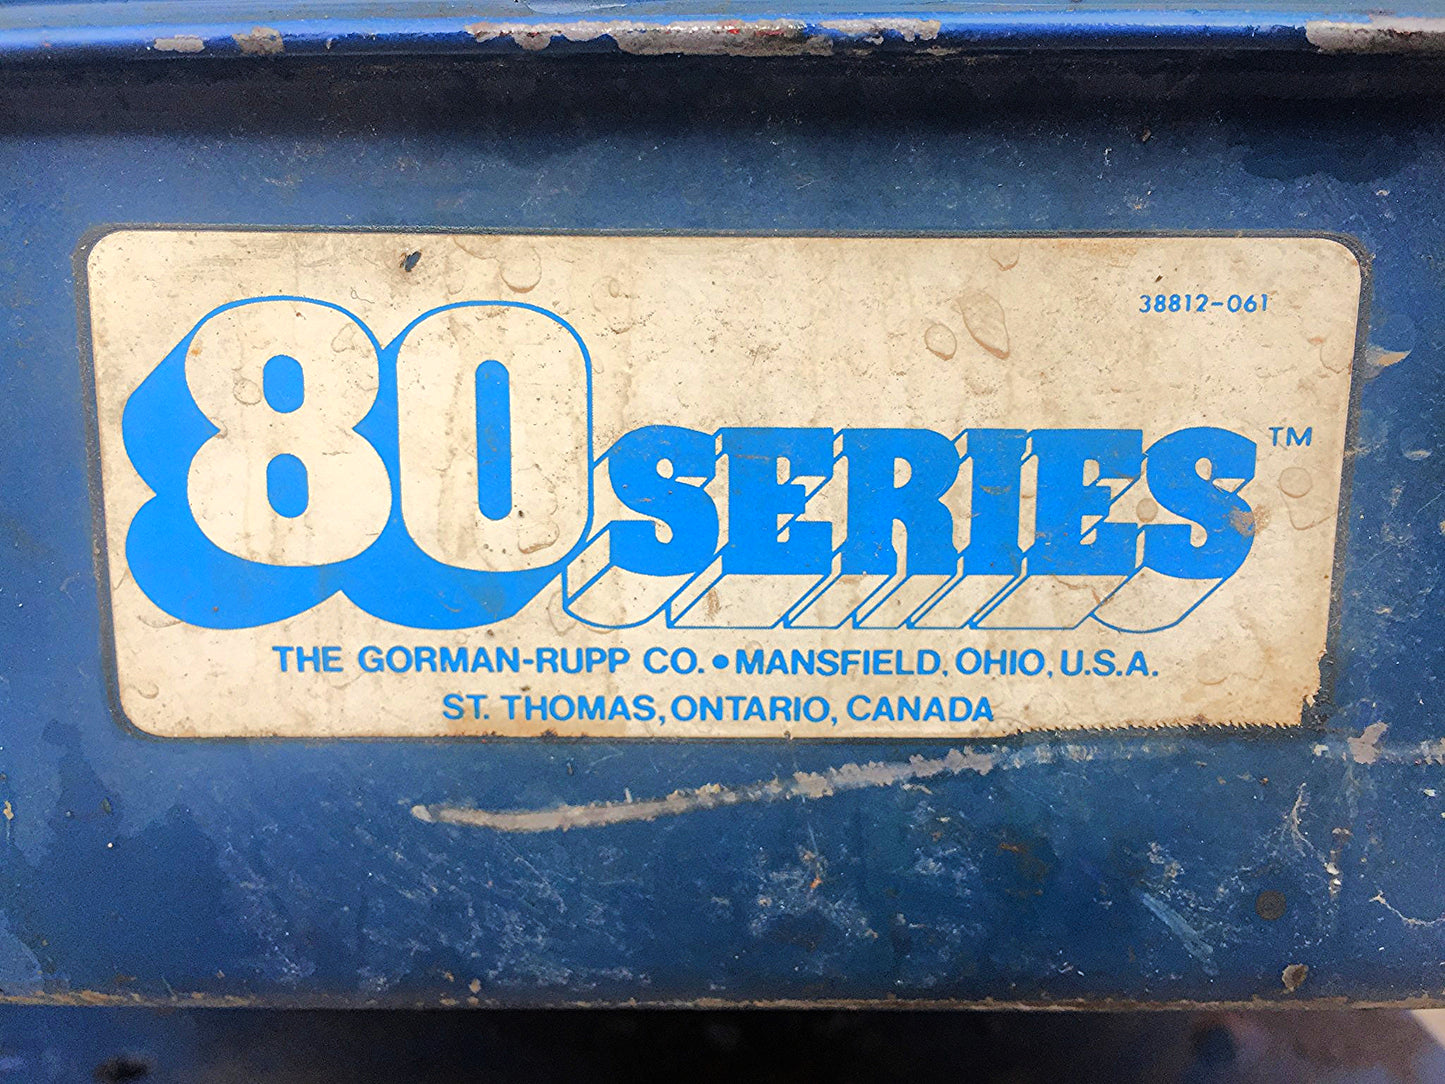 38812-061
80 SERIES™
THE GORMAN-RUPP CO. • MANSFIELD, OHIO, U.S.A.
ST. THOMAS, ONTARIO, CANADA